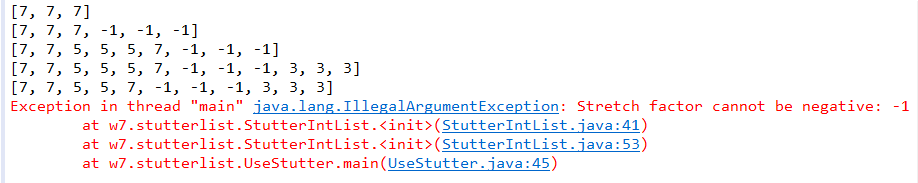 [7, 7, 7]
[7, 7, 7, -1, -1, -1]
[7, 7, 5, 5, 5, 7, -1, -1, -1]
[7, 7, 5, 5, 5, 7, -1, -1, -1, 3, 3, 3]
[7, 7, 5, 5, 7, -1, -1, -1, 3, 3, 3]
Exception in thread "main" java.lang.IllegalArgumentException: Stretch factor cannot be negative: -1
	at w7.stutterlist.StutterIntList.<init>(StutterIntList.java:41)
	at w7.stutterlist.StutterIntList.<init>(StutterIntList.java:53)
	at w7.stutterlist.UseStutter.main(UseStutter.java:45)